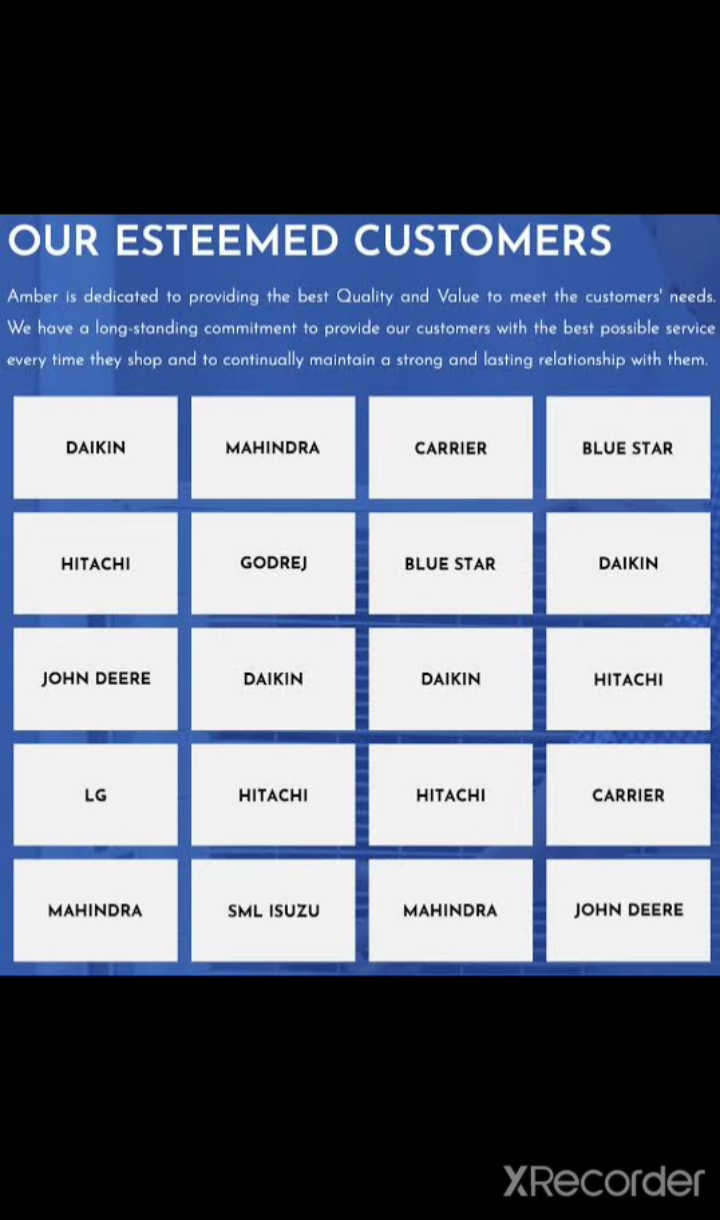 OUR ESTEEMED CUSTOMERS
Amber is dedicated to providing the best Quality and Value to meet the customers' needs.
We have a long-standing commitment to provide our customers with the best possible service
every time they shop and to continually maintain a strong and lasting relationship with them.
DAIKIN MAHINDRA CARRIER BLUE STAR
HITACHI GODREJ BLUE STAR DAIKIN
JOHN DEERE DAIKIN DAIKIN HITACHI
LG HITACHI HITACHI CARRIER
MAHINDRA SML ISUZU MAHINDRA JOHN DEERE
XRecorder